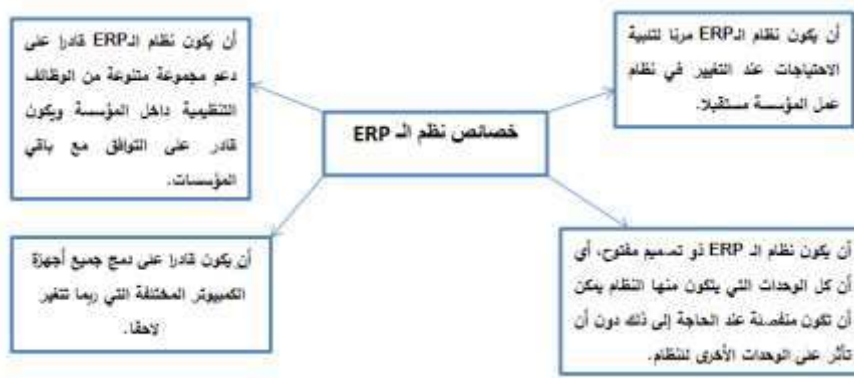 خصائص نظم الـ ERP
أن يكون نظام الـERP مرنا لتلبية
الاحتياجات عند التغيير في نظام
عمل المؤسسة مستقبلا.
أن يكون نظام الـERP قادرا على
دعم مجموعة متنوعة من الوظائف
التنظيمية داخل المؤسسة ويكون
قادر على التوافق مع باقي
المؤسسات.
أن يكون نظام الـ ERP ذو تصميم مفتوح، أي
أن كل الوحدات التي يتكون منها النظام يمكن
أن تكون منفصلة عند الحاجة إلى ذلك دون أن
تأثر على الوحدات الأخرى للنظام.
أن يكون قادرا على دمج جميع أجهزة
الكمبيوتر المختلفة التي ربما تتغير
لاحقا.